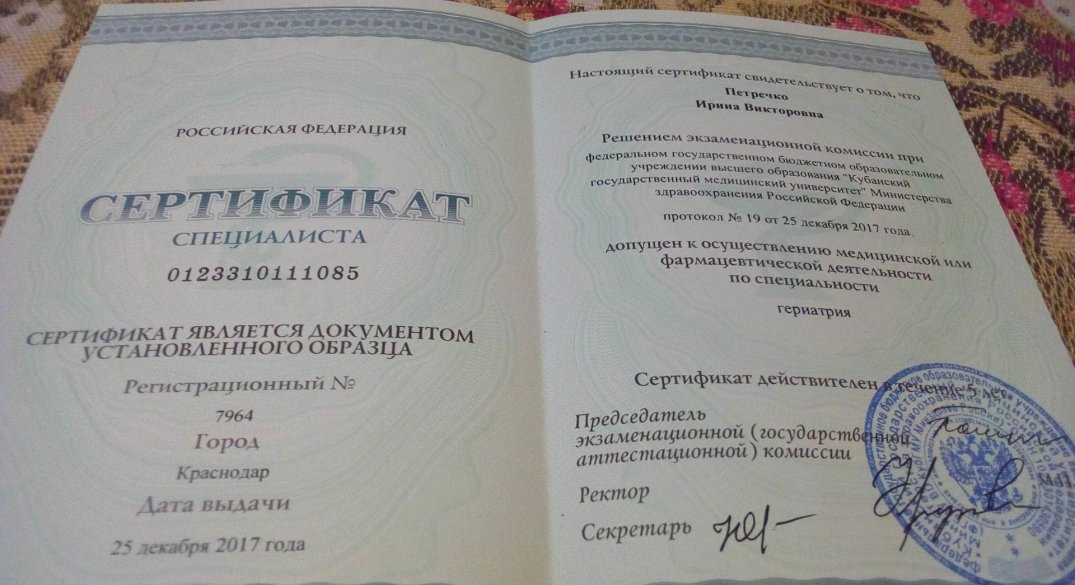 РОССИЙСКАЯ ФЕДЕРАЦИЯ
СЕРТИФИКАТ
СПЕЦИАЛИСТА
0123310111085
СЕРТИФИКАТ ЯВЛЯЕТСЯ ДОКУМЕНТОМ
УСТАНОВЛЕННОГО ОБРАЗЦА
Регистрационный №
7964
Город
Краснодар
Дата выдачи
25 декабря 2017 года
Настоящий сертификат свидетельствует о том, что
Петречко
Ирина Викторовна
Решением экзаменационной комиссии при
федеральном государственном бюджетном образовательном
учреждении высшего образования "Кубанский
государственный медицинский университет" Министерства
здравоохранения Российской Федерации
протокол № 19 от 25 декабря 2017 года
допущен к осуществлению медицинской или
фармацевтической деятельности
по специальности
гериатрия
Сертификат действителен в течение 5 лет
Председатель
экзаменационной (государственной
аттестационной) комиссии
Ректор
Секретарь